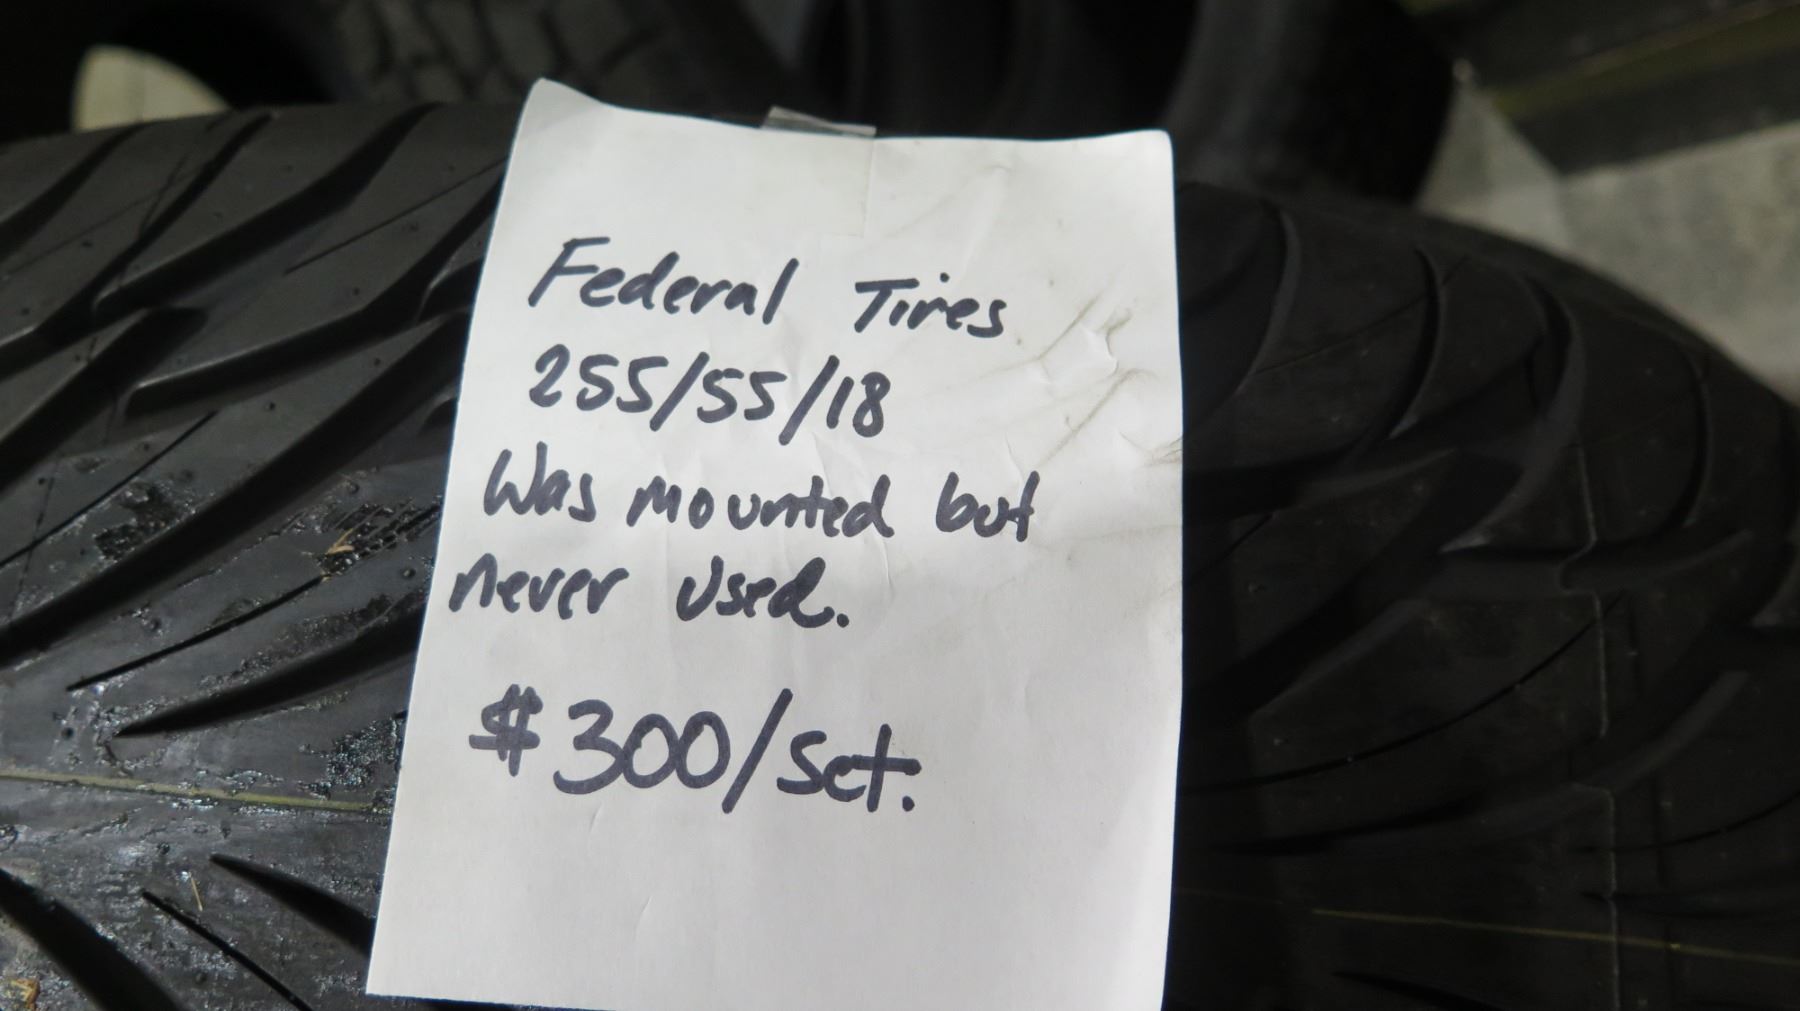 Federal Tires
255/55/18
Was mounted but
never used.
$300/set.